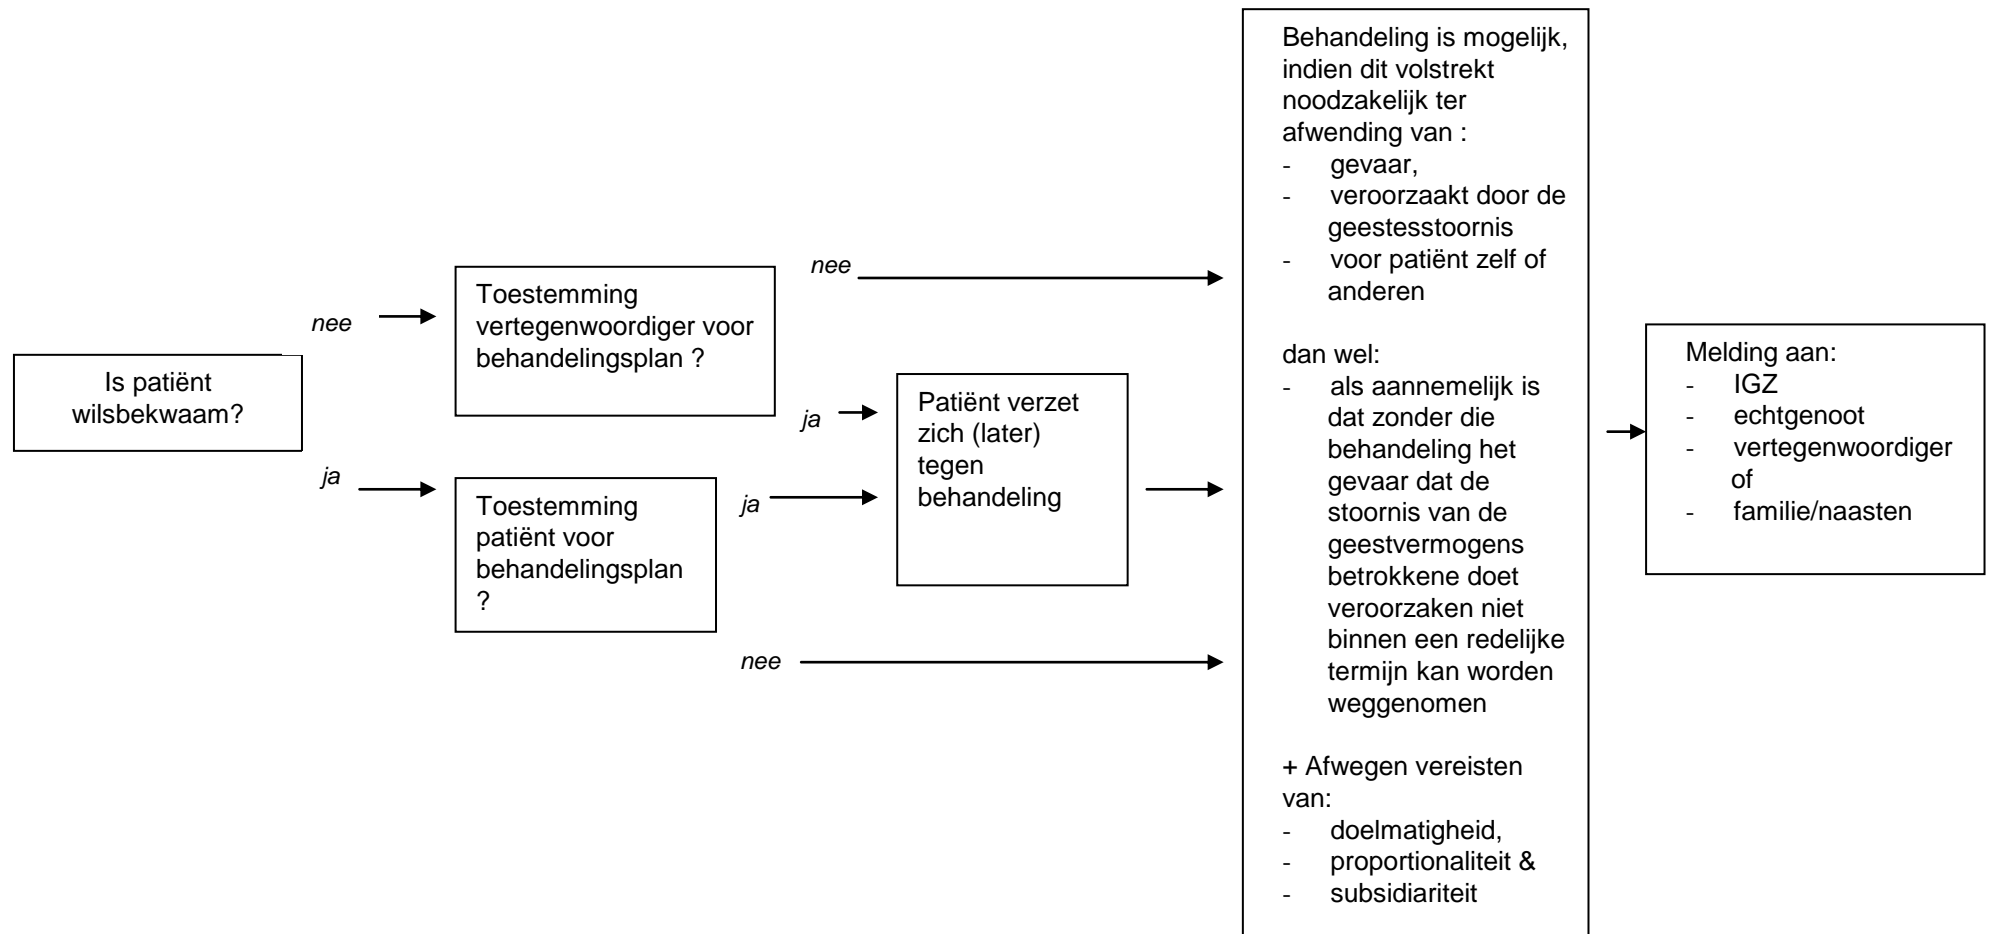 Is patiënt
wilsbekwaam?
nee
ja
Toestemming
vertegenwoordiger voor
behandelingsplan ?
Toestemming
patiënt voor
behandelingsplan
?
nee
ja
ja
nee
Patiënt verzet
zich (later)
tegen
behandeling
Behandeling is mogelijk,
indien dit volstrekt
noodzakelijk ter
afwending van :
- gevaar,
- veroorzaakt door de
geestesstoornis
- voor patiënt zelf of
anderen
dan wel:
- als aannemelijk is
dat zonder die
behandeling het
gevaar dat de
stoornis van de
geestvermogens
betrokkene doet
veroorzaken niet
binnen een redelijke
termijn kan worden
weggenomen
+ Afwegen vereisten
van:
- doelmatigheid,
- proportionaliteit &
- subsidiariteit
Melding aan:
- IGZ
- echtgenoot
- vertegenwoordiger
of
- familie/naasten